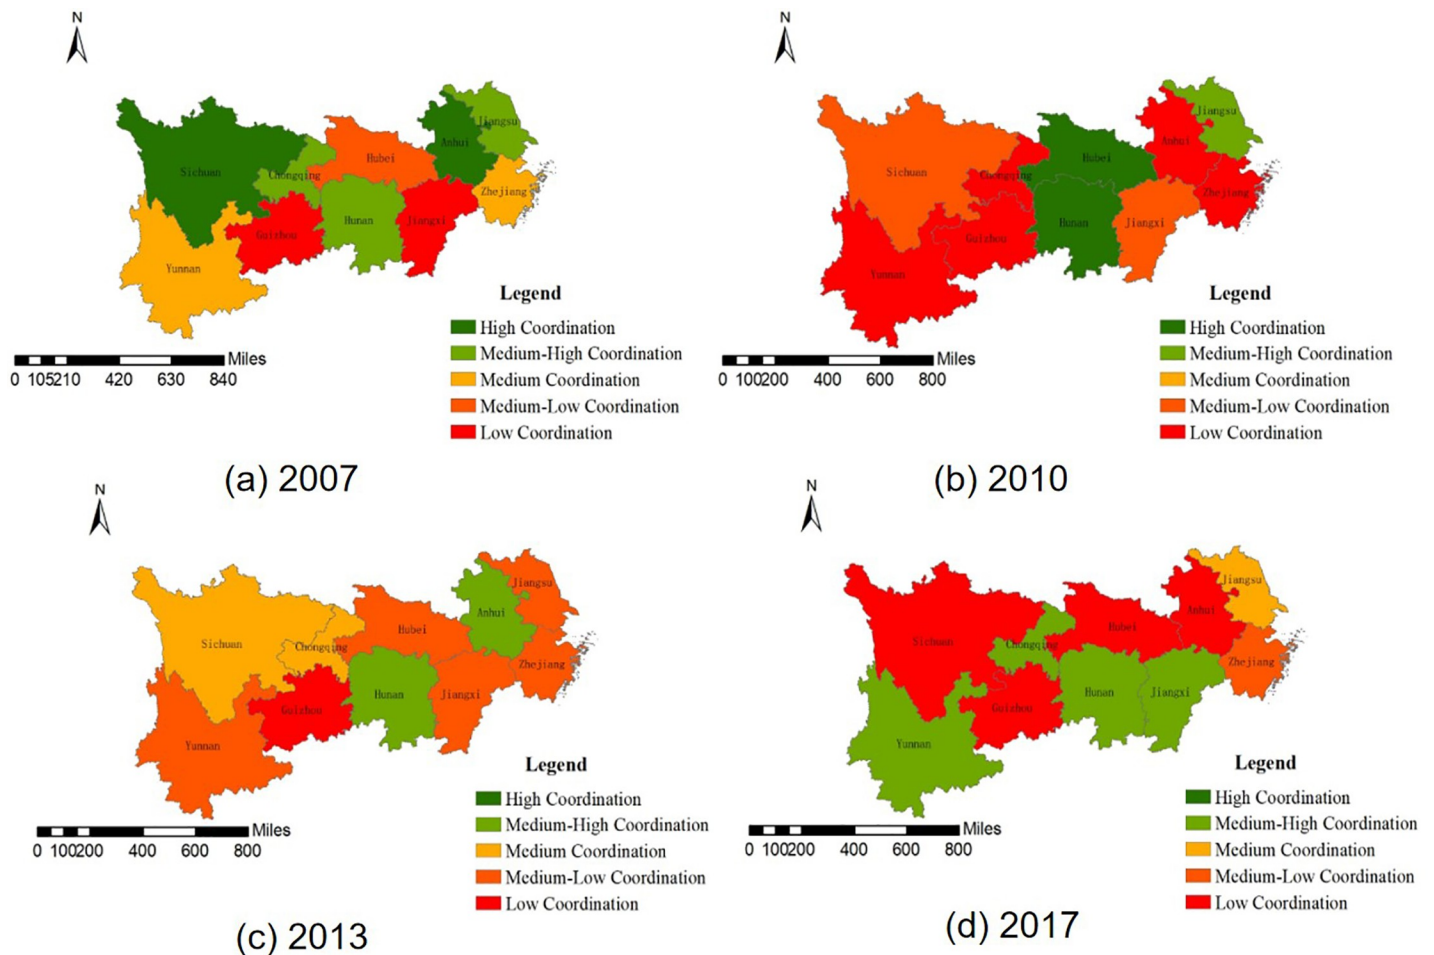 N
Jiangsu
Anhui
Hubei
Sichuan
Chongqing
Zhejiang
Hunan
Jiangxi
Guizhou
Yunnan
Legend
High Coordination
Medium-High Coordination
Medium Coordination
Medium-Low Coordination
Low Coordination
Miles
0 105210 420 630 840
(a) 2007
N
Jiangsu
Anhui
Hubei
Sichuan
Chongqing
Zhejiang
Hunan
Jiangxi
Guizhou
Yunnan
Legend
High Coordination
Medium-High Coordination
Medium Coordination
Medium-Low Coordination
Low Coordination
Miles
0 100200 400 600 800
(b) 2010
N
Jiangsu
Anhui
Hubei
Sichuan
Chongqing
Zhejiang
Hunan
Jiangxi
Guizhou
Yunnan
Legend
High Coordination
Medium-High Coordination
Medium Coordination
Medium-Low Coordination
Low Coordination
Miles
0 100200 400 600 800
(c) 2013
N
Jiangsu
Anhui
Hubei
Sichuan
Chongqing
Zhejiang
Hunan
Jiangxi
Guizhou
Yunnan
Legend
High Coordination
Medium-High Coordination
Medium Coordination
Medium-Low Coordination
Low Coordination
Miles
0 100200 400 600 800
(d) 2017